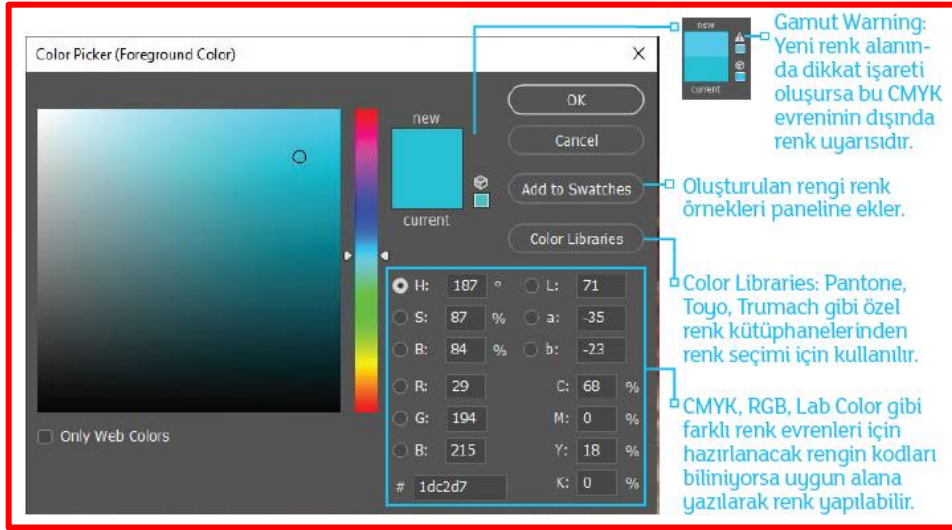 Color Picker (Foreground Color)
new
current
OK
Cancel
Add to Swatches
Color Libraries
H: 187 °
S: 87 %
B: 84 %
L: 71
a: -35
b: -23
R: 29
G: 194
B: 215
# 1dc2d7
C: 68 %
M: 0 %
Y: 18 %
K: 0 %
Only Web Colors
new
current
Gamut Warning:
Yeni renk alanın-
da dikkat işareti
oluşursa bu CMYK
evreninin dışında
renk uyarısıdır.
Oluşturulan rengi renk
örnekleri paneline ekler.
Color Libraries: Pantone,
Toyo, Trumach gibi özel
renk kütüphanelerinden
renk seçimi için kullanılır.
CMYK, RGB, Lab Color gibi
farklı renk evrenleri için
hazırlanacak rengin kodları
biliniyorsa uygun alana
yazılarak renk yapılabilir.